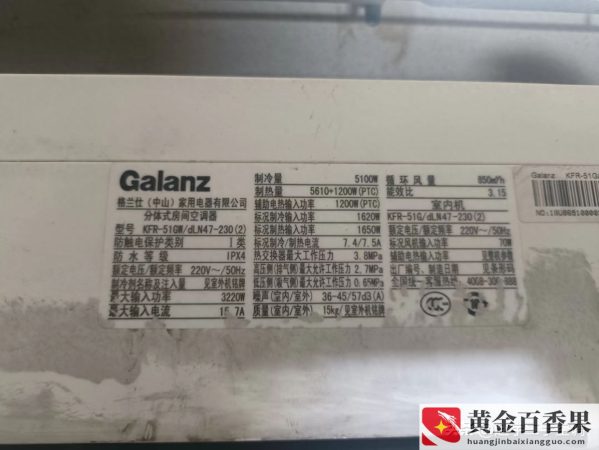 Galanz
格兰仕(中山)家用电器有限公司
分体式房间空调器
型号 KFR-51GW/dLN47-230(2)
防触电保护类别 I类
防水等级 IPX4
额定电压/额定频率 220V~/50Hz
制冷剂名称及注入量 见室外机铭牌
最大输入功率 3220W
最大输入电流 15.7A
制冷量 5100W
制热量 5610+1200W(PTC)
辅助电热输入功率 1200W(PTC)
标况制冷输入功率 1620W
标况制热输入功率 1650W
标况制冷/制热电流 7.4/7.5A
热交换器最大工作压力 3.8MPa
高压侧(排气侧)最大允许工作压力 2.7MPa
低压侧(吸气侧)最大允许工作压力 0.65MPa
噪声(室内/室外) 36-45/57dB(A)
质量(室内/室外) 15kg/见室外机铭牌
循环风量 850m³/h
能效比 3.15
室内机
KFR-51G/dLN47-230(2)
额定电压/额定频率 220V~/50Hz
标况输入功率 70W
噪音 见整机参数
出厂编号、制造日期 见条形码
全国统一客服热线
Galanz KFR-51G
黄金百香果
huangjinbaixiangguo.com